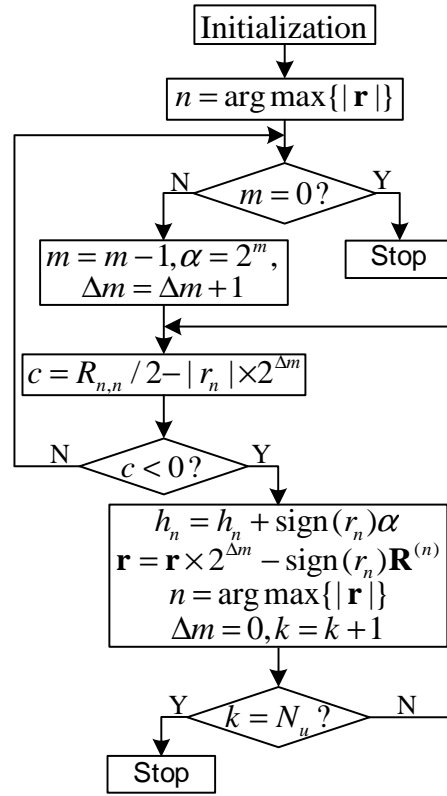 Initialization
n = arg max{| r |}
m = 0?
N
Y
Stop
m = m − 1, α = 2^m,
Δm = Δm + 1
c = R_{n,n} / 2 − | r_n | × 2^{Δm}
N
c < 0?
Y
h_n = h_n + sign(r_n)α
r = r × 2^{Δm} − sign(r_n)R^{(n)}
n = arg max{| r |}
Δm = 0, k = k + 1
Y
k = N_u?
N
Stop